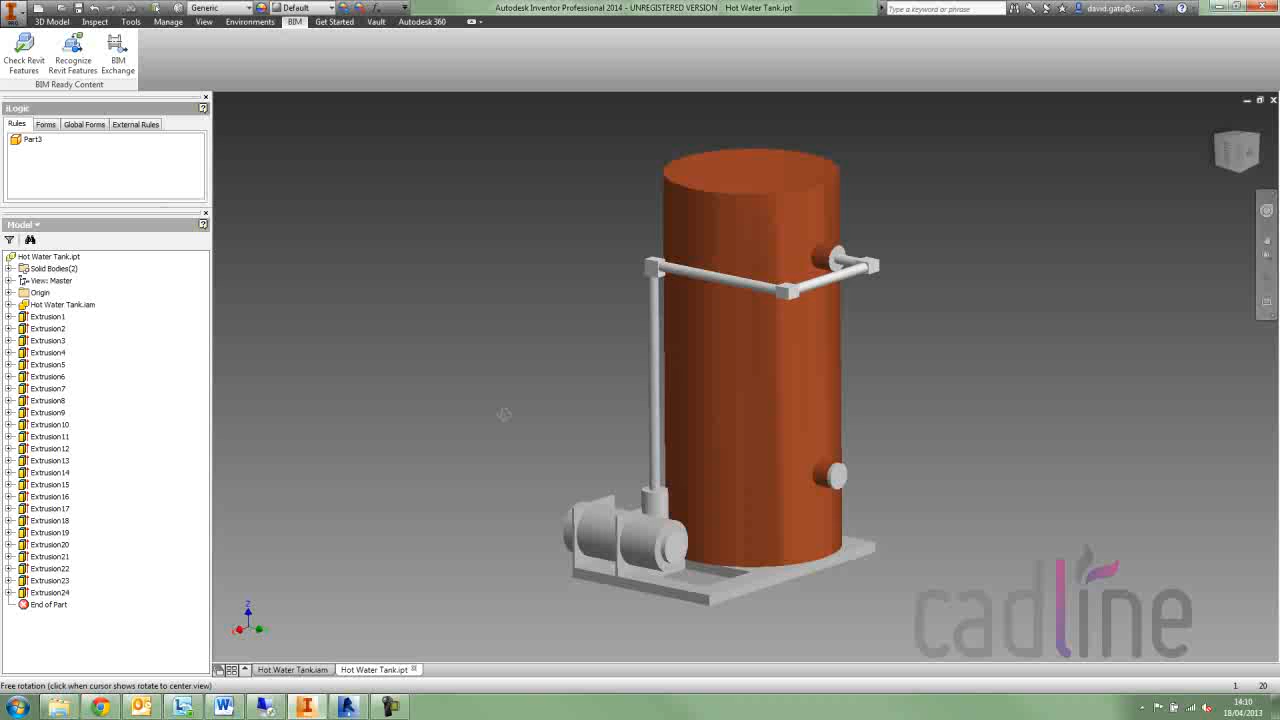 Generic
Default
Autodesk Inventor Professional 2014 - UNREGISTERED VERSION Hot Water Tank.ipt
Type a keyword or phrase
david.gate@c...
PRO
3D Model Inspect Tools Manage View Environments BIM Get Started Vault Autodesk 360
Check Revit Features
Recognize Revit Features
BIM Exchange
BIM Ready Content
iLogic
Rules Forms Global Forms External Rules
Part3
Model
Hot Water Tank.ipt
Solid Bodies(2)
View: Master
Origin
Hot Water Tank.iam
Extrusion1
Extrusion2
Extrusion3
Extrusion4
Extrusion5
Extrusion6
Extrusion7
Extrusion8
Extrusion9
Extrusion10
Extrusion11
Extrusion12
Extrusion13
Extrusion14
Extrusion15
Extrusion16
Extrusion17
Extrusion18
Extrusion19
Extrusion20
Extrusion21
Extrusion22
Extrusion23
Extrusion24
End of Part
Z
cadline
Hot Water Tank.iam Hot Water Tank.ipt
Free rotation (click when cursor shows rotate to center view)
1 20
14:10
18/04/2013